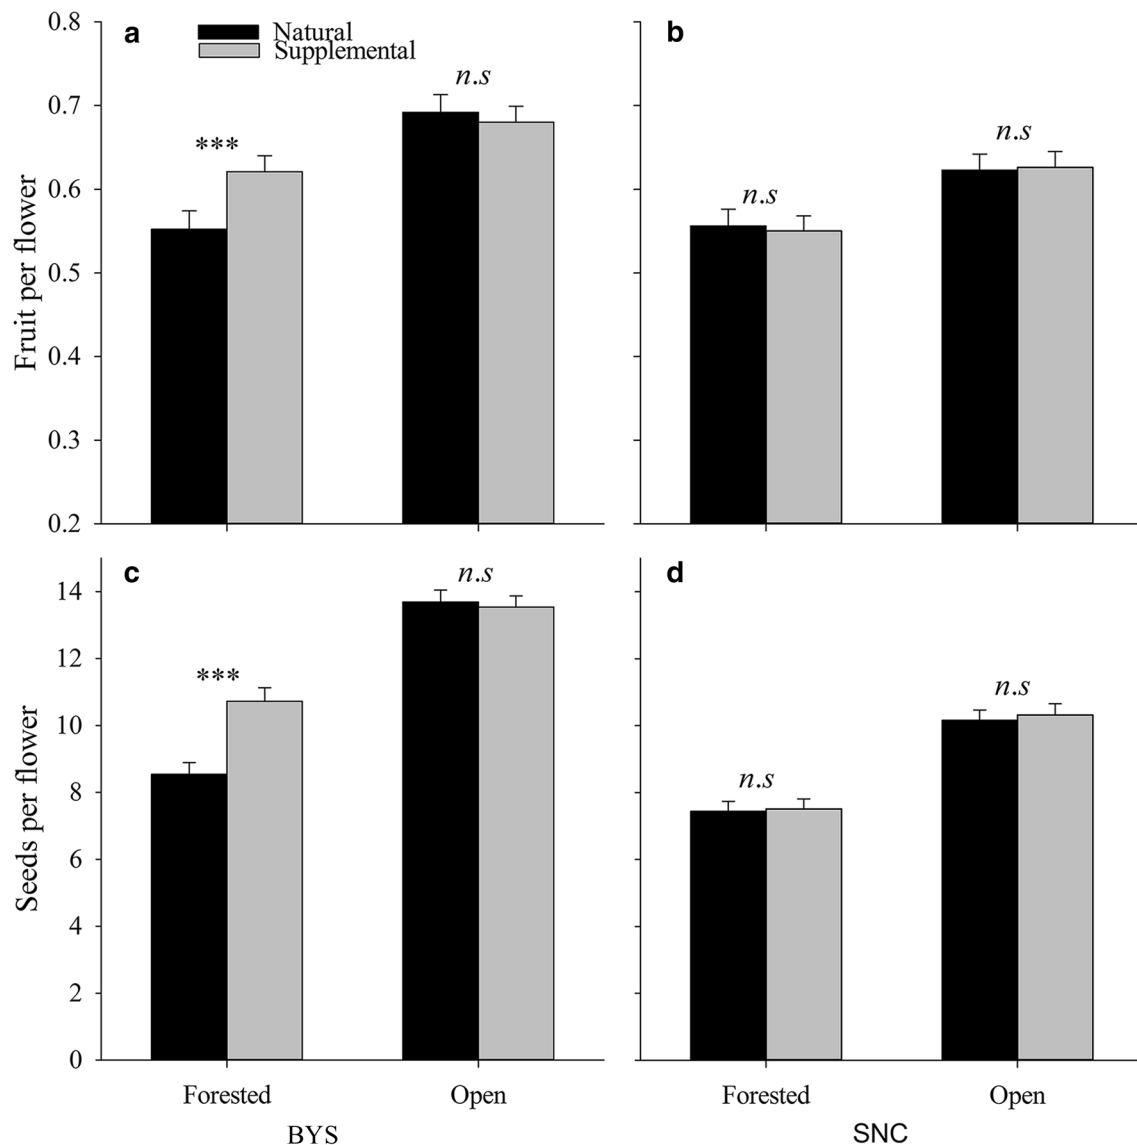 a
Natural
Supplemental
b
Fruit per flower
0.8
0.7
0.6
0.5
0.4
0.3
0.2
***
n.s
n.s
n.s
c
d
Seeds per flower
14
12
10
8
6
4
2
0
***
n.s
n.s
n.s
Forested
Open
Forested
Open
BYS
SNC